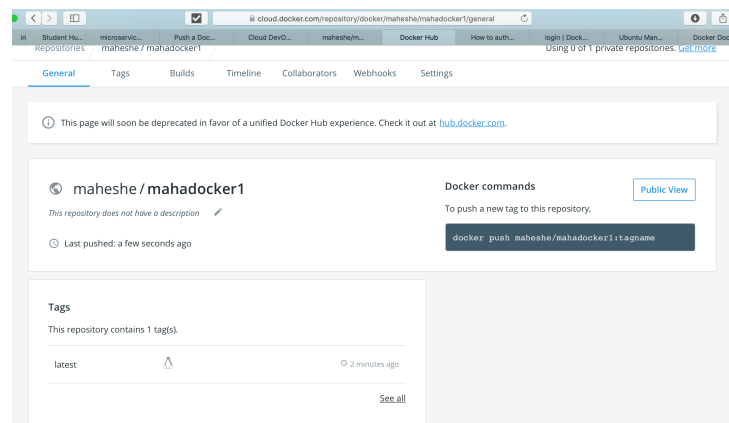 cloud.docker.com/repository/docker/maheshe/mahadocker1/general
in Student Hu... microservic... Push a Doc... Cloud DevO... maheshe/m... Docker Hub How to auth... login | Dock... Ubuntu Man... Docker Doc
Repositories / maheshe / mahadocker1 / Using 0 of 1 private repositories. Get more
General Tags Builds Timeline Collaborators Webhooks Settings
This page will soon be deprecated in favor of a unified Docker Hub experience. Check it out at hub.docker.com.
maheshe / mahadocker1
This repository does not have a description
Last pushed: a few seconds ago
Docker commands
Public View
To push a new tag to this repository,
docker push maheshe/mahadocker1:tagname
Tags
This repository contains 1 tag(s).
latest 2 minutes ago
See all